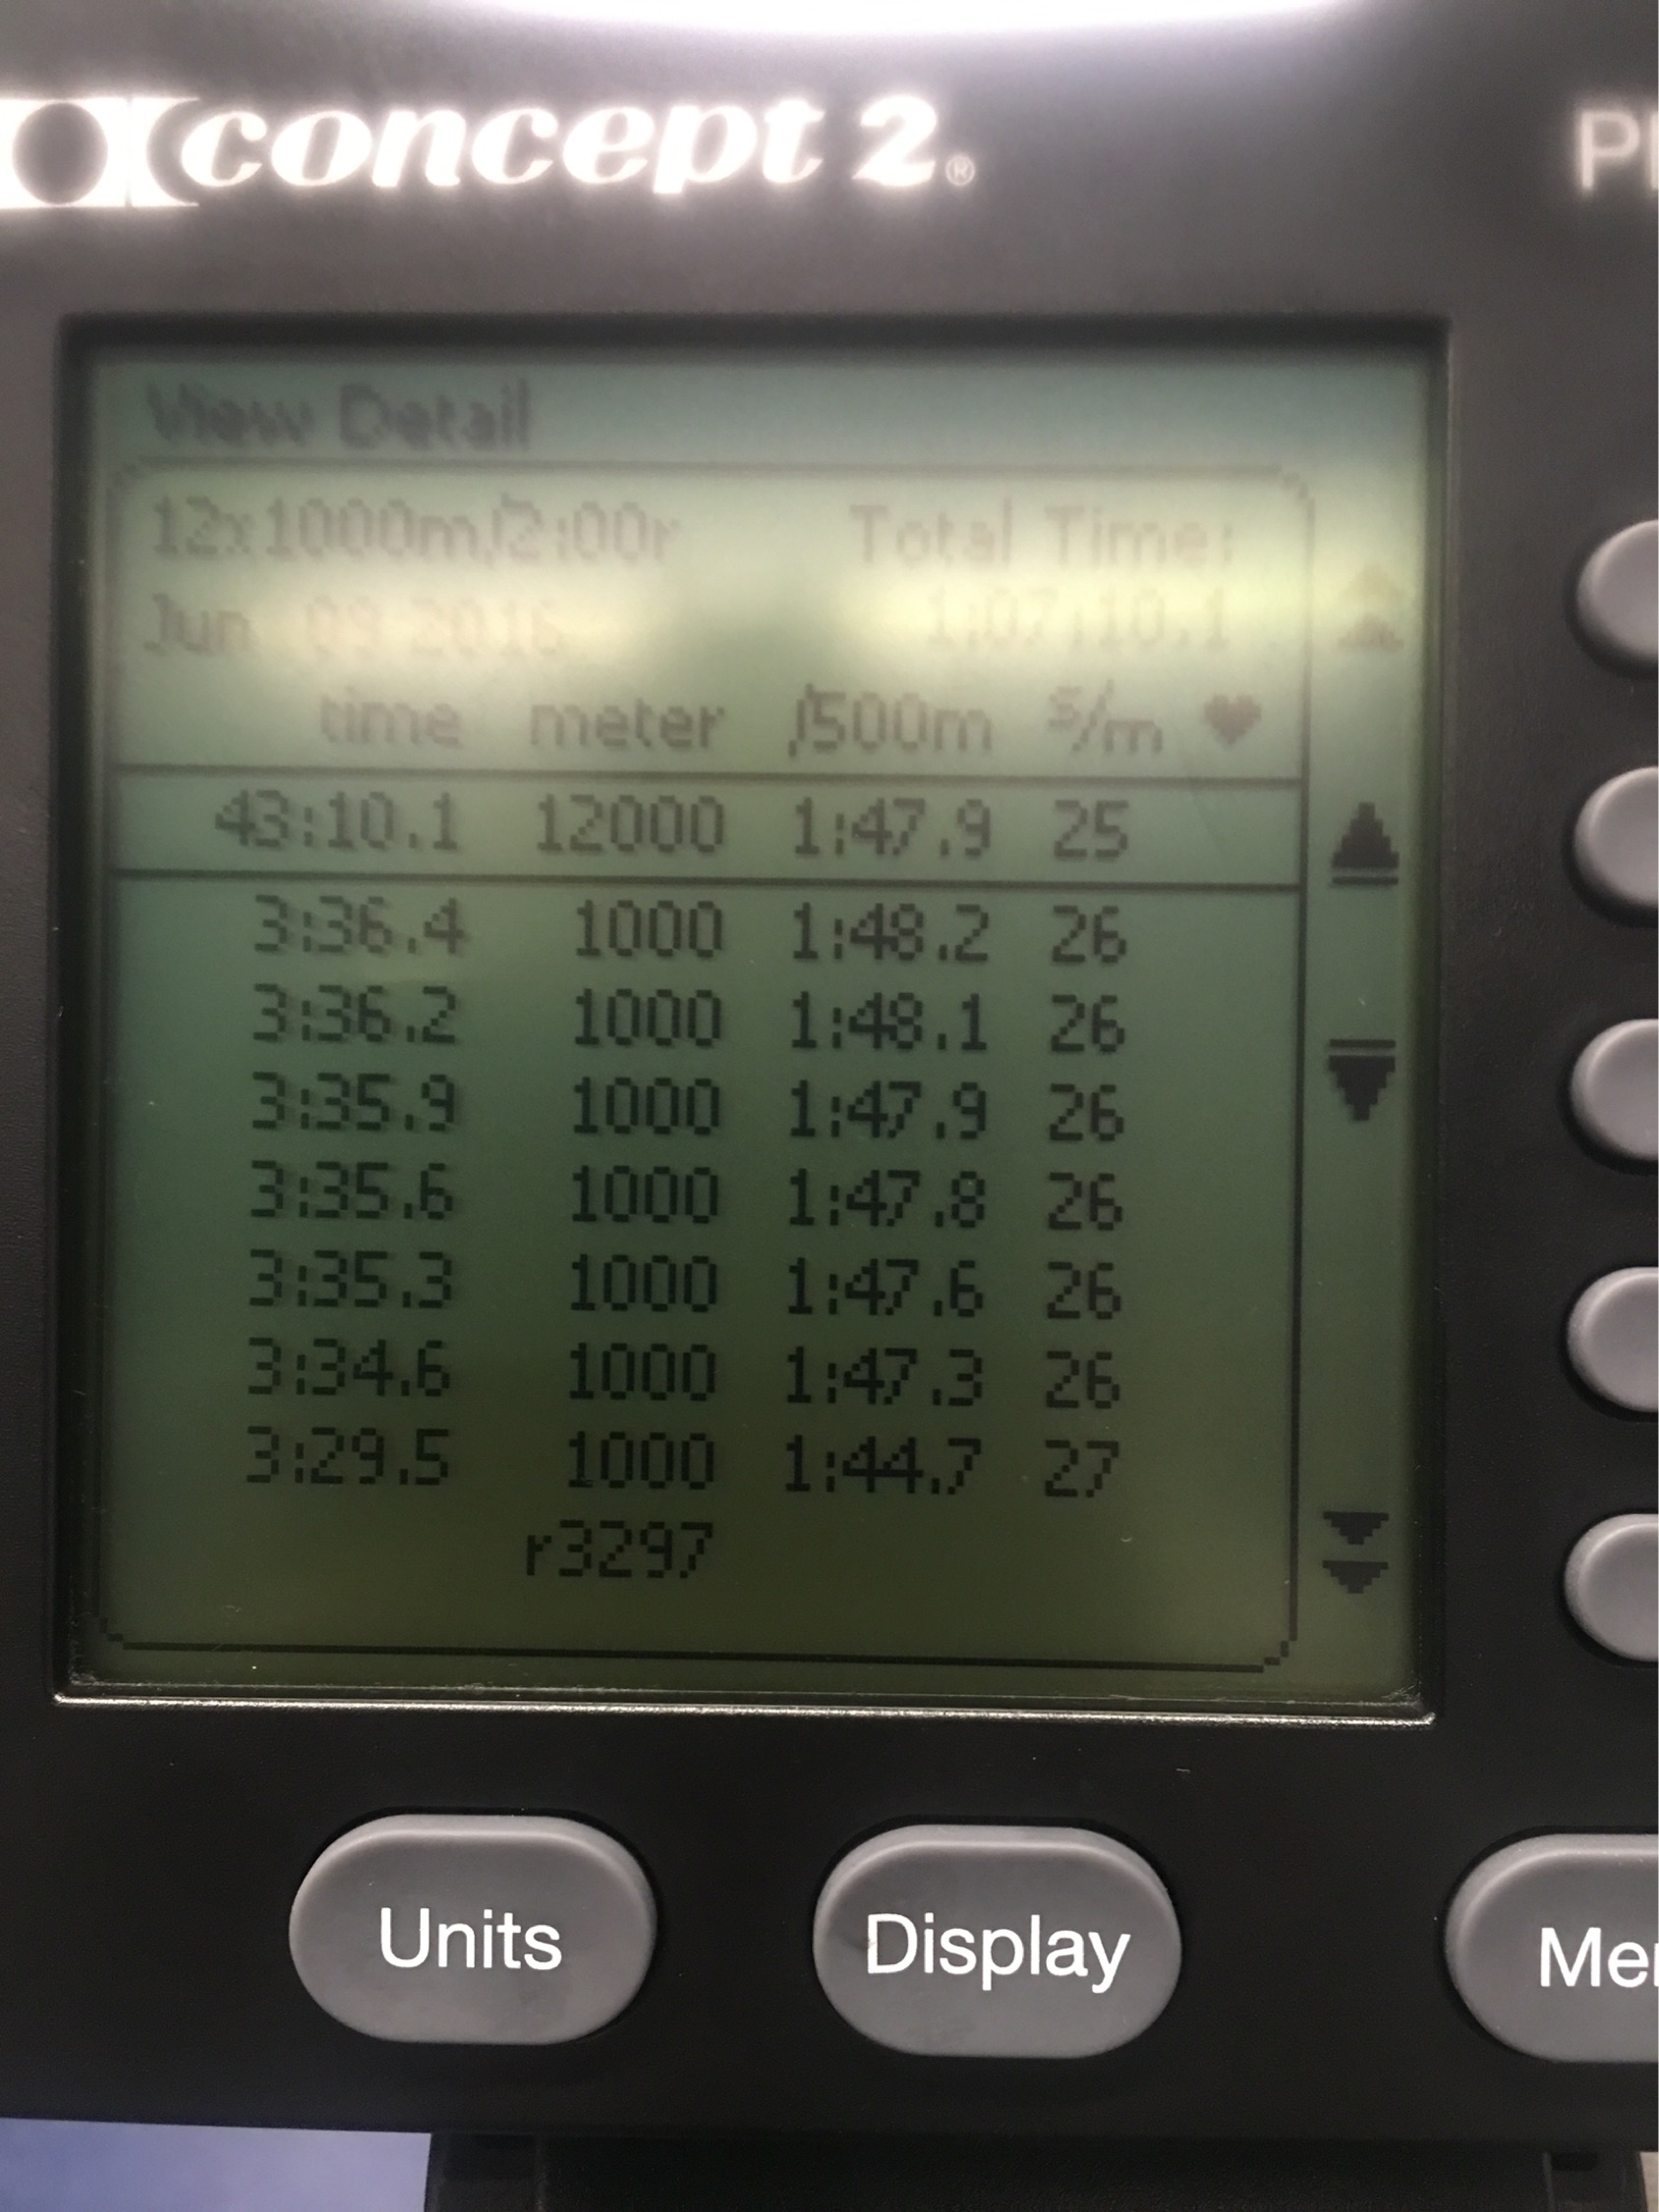 concept 2®
View Detail
12x1000m/2:00r Total Time:
Jun 09 2016 1:07:10.1
time meter /500m s/m ♥
43:10.1 12000 1:47.9 25
3:36.4 1000 1:48.2 26
3:36.2 1000 1:48.1 26
3:35.9 1000 1:47.9 26
3:35.6 1000 1:47.8 26
3:35.3 1000 1:47.6 26
3:34.6 1000 1:47.3 26
3:29.5 1000 1:44.7 27
r3297
Units Display